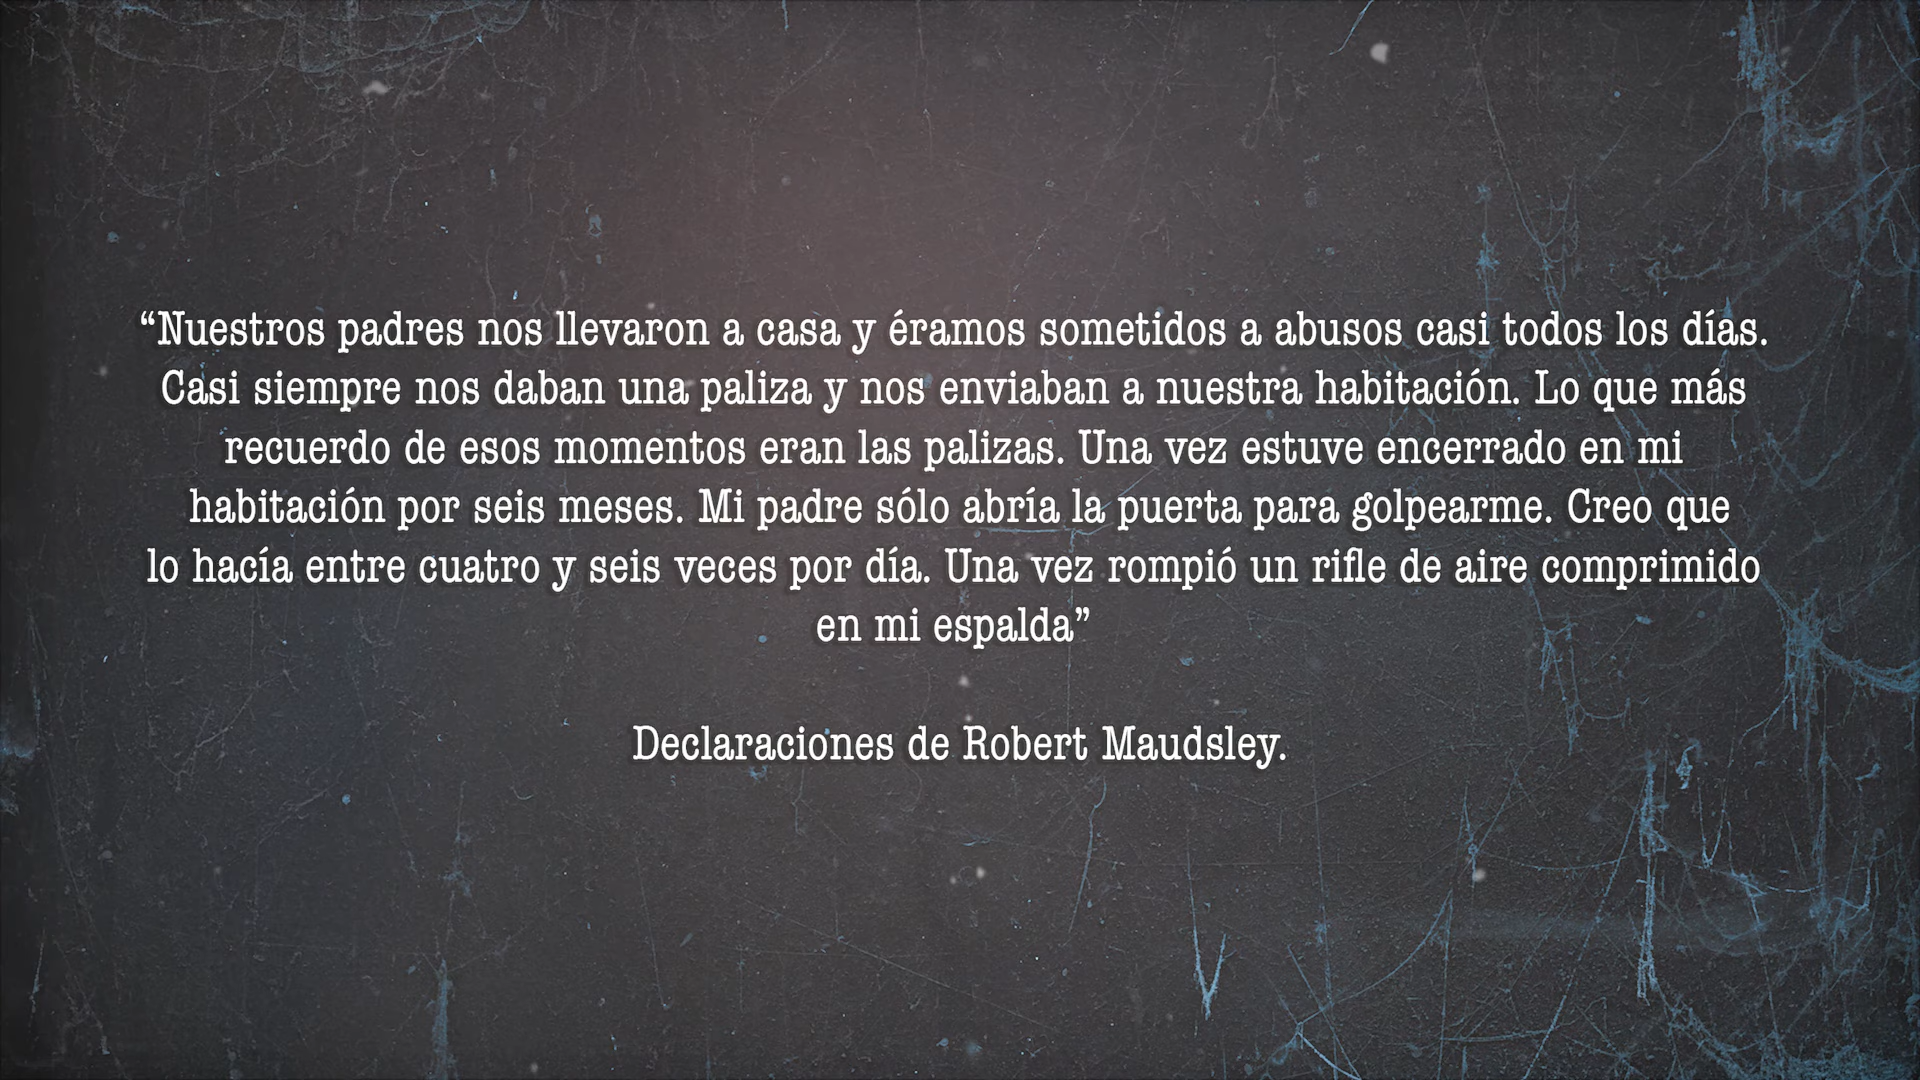 “Nuestros padres nos llevaron a casa y éramos sometidos a abusos casi todos los días.
Casi siempre nos daban una paliza y nos enviaban a nuestra habitación. Lo que más
recuerdo de esos momentos eran las palizas. Una vez estuve encerrado en mi
habitación por seis meses. Mi padre sólo abría la puerta para golpearme. Creo que
lo hacía entre cuatro y seis veces por día. Una vez rompió un rifle de aire comprimido
en mi espalda”
Declaraciones de Robert Maudsley.